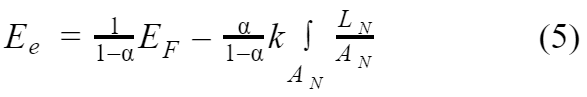 E_e = \frac{1}{1-α} E_F - \frac{α}{1-α} k \int_{A_N} \frac{L_N}{A_N} (5)